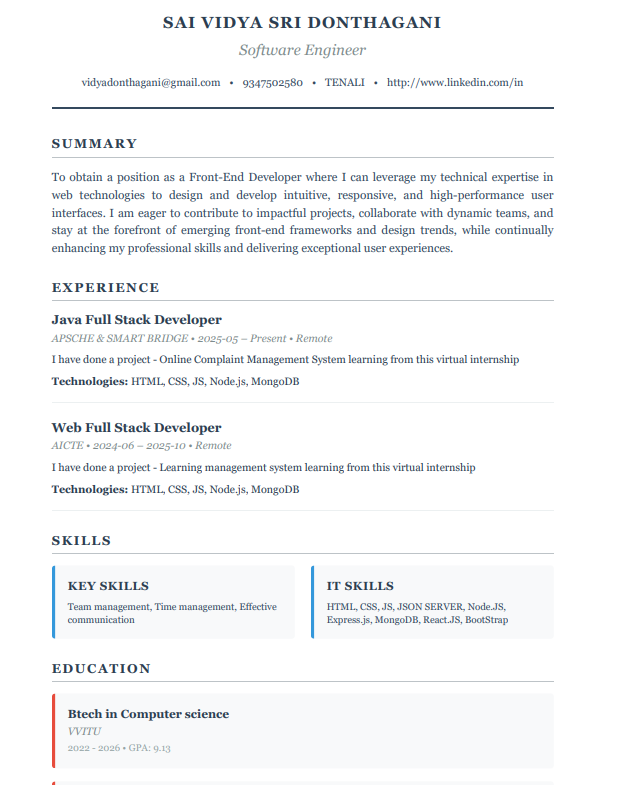 SAI VIDYA SRI DONTHAGANI
Software Engineer
vidyadonthagani@gmail.com • 9347502580 • TENALI • http://www.linkedin.com/in
SUMMARY
To obtain a position as a Front-End Developer where I can leverage my technical expertise in
web technologies to design and develop intuitive, responsive, and high-performance user
interfaces. I am eager to contribute to impactful projects, collaborate with dynamic teams, and
stay at the forefront of emerging front-end frameworks and design trends, while continually
enhancing my professional skills and delivering exceptional user experiences.
EXPERIENCE
Java Full Stack Developer
APSCHE & SMART BRIDGE • 2025-05 – Present • Remote
I have done a project - Online Complaint Management System learning from this virtual internship
Technologies: HTML, CSS, JS, Node.js, MongoDB
Web Full Stack Developer
AICTE • 2024-06 – 2025-10 • Remote
I have done a project - Learning management system learning from this virtual internship
Technologies: HTML, CSS, JS, Node.js, MongoDB
SKILLS
KEY SKILLS
Team management, Time management, Effective
communication
IT SKILLS
HTML, CSS, JS, JSON SERVER, Node.JS,
Express.js, MongoDB, React.JS, BootStrap
EDUCATION
Btech in Computer science
VVITU
2022 - 2026 • GPA: 9.13